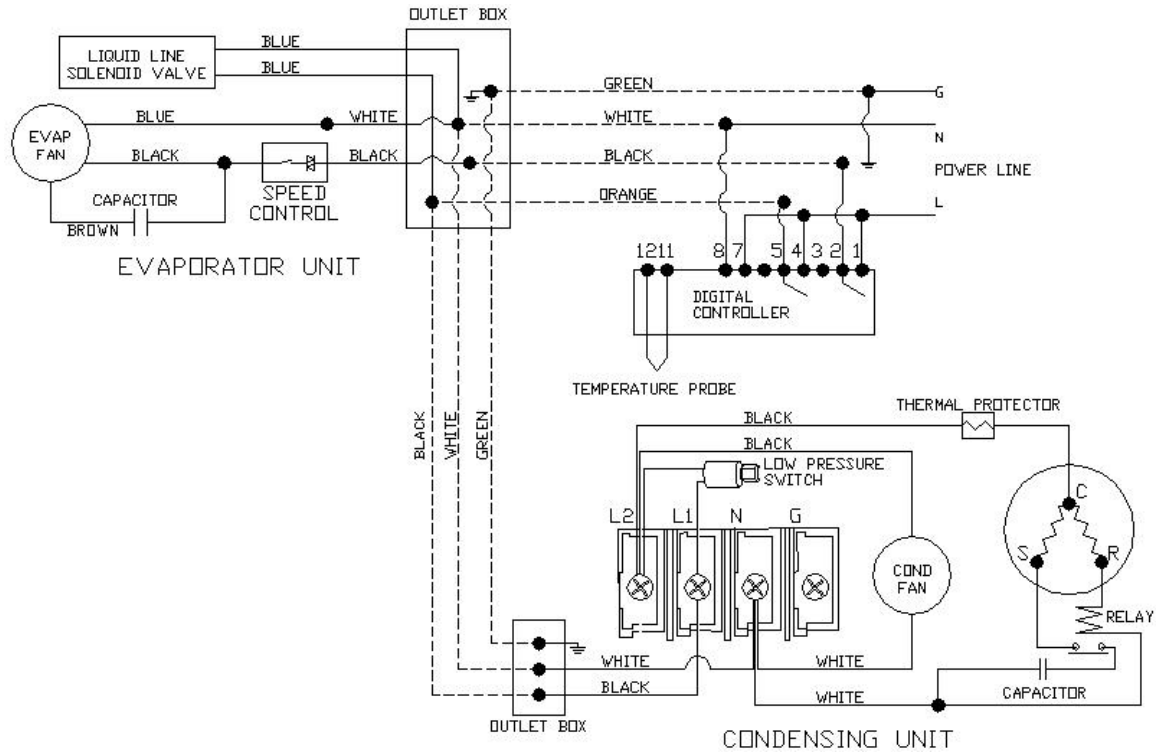 OUTLET BOX
LIQUID LINE
SOLENOID VALVE
BLUE
BLUE
GREEN
G
EVAP
FAN
BLUE
WHITE
WHITE
N
BLACK
BLACK
BLACK
POWER LINE
SPEED
CONTROL
CAPACITOR
BROWN
ORANGE
L
EVAPORATOR UNIT
12 11 8 7 5 4 3 2 1
DIGITAL
CONTROLLER
TEMPERATURE PROBE
BLACK
WHITE
GREEN
THERMAL PROTECTOR
BLACK
BLACK
LOW PRESSURE
SWITCH
L2 L1 N G
C
S
R
COND
FAN
RELAY
WHITE
WHITE
BLACK
WHITE
CAPACITOR
OUTLET BOX
CONDENSING UNIT